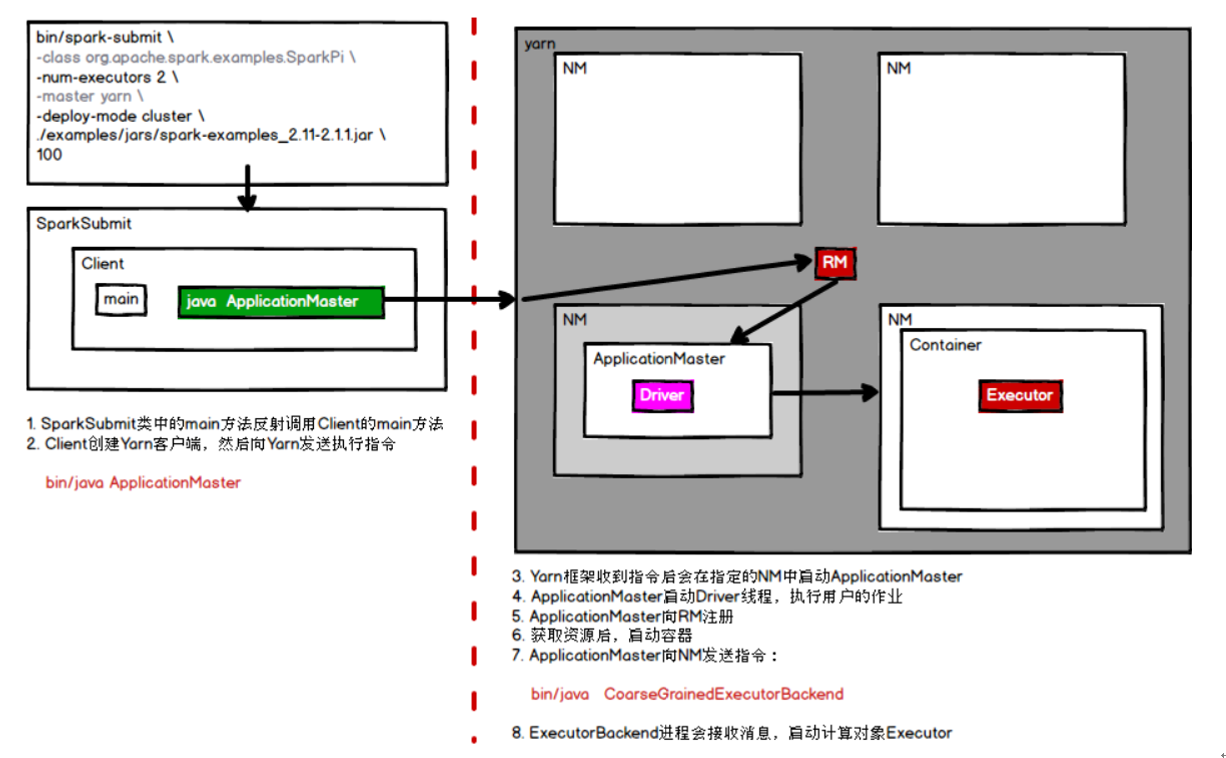 bin/spark-submit \
-class org.apache.spark.examples.SparkPi \
-num-executors 2 \
-master yarn \
-deploy-mode cluster \
./examples/jars/spark-examples_2.11-2.1.1.jar \
100
SparkSubmit
Client
main
java ApplicationMaster
1. SparkSubmit类中的main方法反射调用Client的main方法
2. Client创建Yarn客户端，然后向Yarn发送执行指令
bin/java ApplicationMaster
yarn
NM
NM
RM
NM
ApplicationMaster
Driver
NM
Container
Executor
3. Yarn框架收到指令后会在指定的NM中启动ApplicationMaster
4. ApplicationMaster启动Driver线程，执行用户的作业
5. ApplicationMaster向RM注册
6. 获取资源后，启动容器
7. ApplicationMaster向NM发送指令：
bin/java CoarseGrainedExecutorBackend
8. ExecutorBackend进程会接收消息，启动计算对象Executor